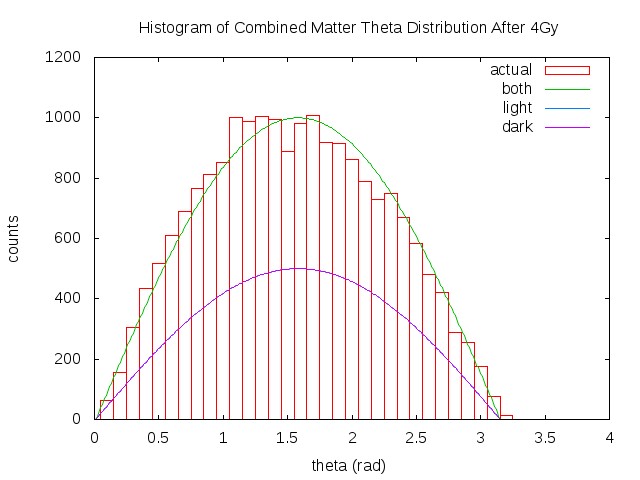 Histogram of Combined Matter Theta Distribution After 4Gy
1200
1000
800
600
400
200
0
counts
actual
both
light
dark
0 0.5 1 1.5 2 2.5 3 3.5 4
theta (rad)